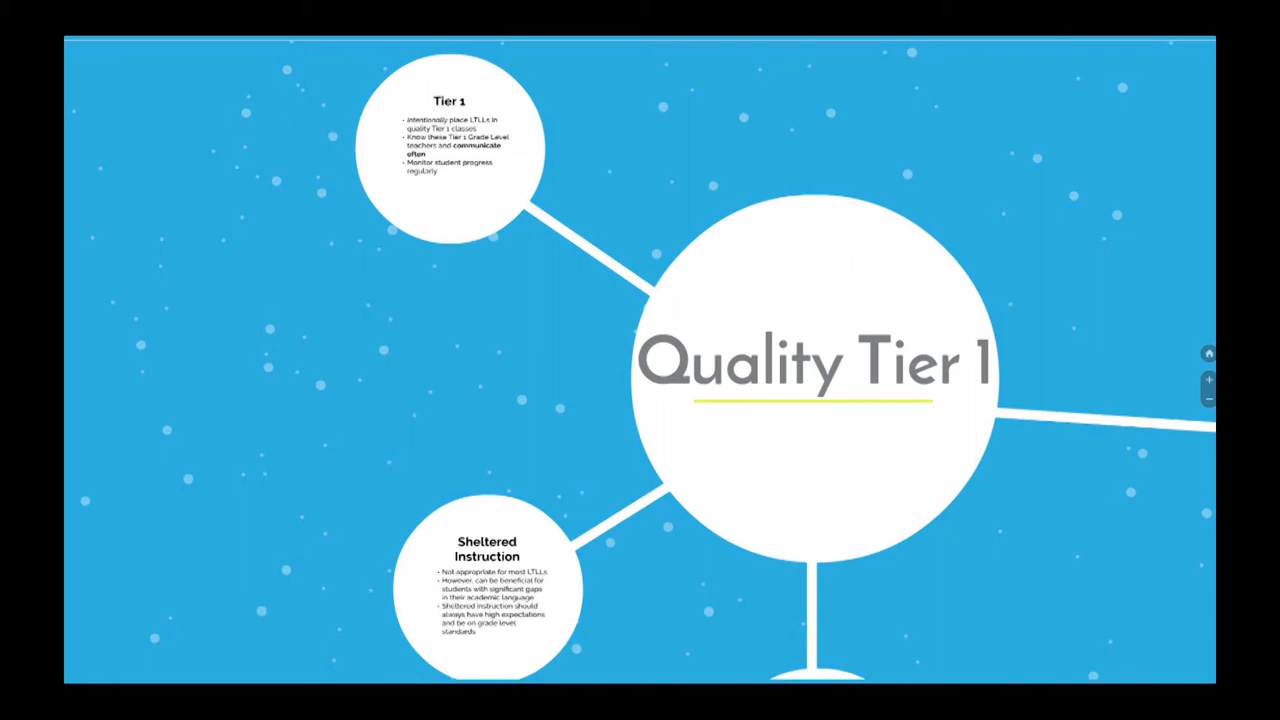 Tier 1
• Intentionally place LTLLs in
quality Tier 1 classes
• Know these Tier 1 Grade Level
teachers and communicate
often
• Monitor student progress
regularly
Quality Tier 1
Sheltered
Instruction
• Not appropriate for most LTLLs
• However, can be beneficial for
students with significant gaps
in their academic language
• Sheltered Instruction should
always have high expectations
and be on grade level
standards